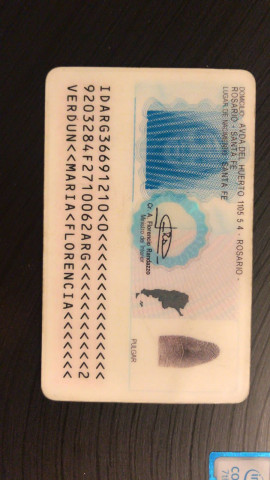 DOMICILIO: AVDA DEL HUERTO 1105 5 4 - ROSARIO -
ROSARIO - SANTA FE
LUGAR DE NACIMIENTO: SANTA FE
Cr. A. Florencio Randazzo
Ministro del Interior
PULGAR
IDARG36691210<0<<<<<<<<<<<<<<<
9203284F2710062ARG<<<<<<<<<<<2
VERDUN<<MARIA<FLORENCIA<<<<<<<